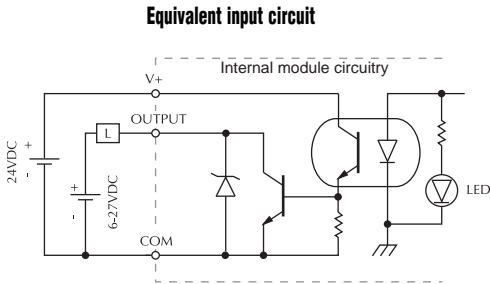 Equivalent input circuit
Internal module circuitry
V+
OUTPUT
L
24VDC
+
-
+
-
6-27VDC
COM
LED